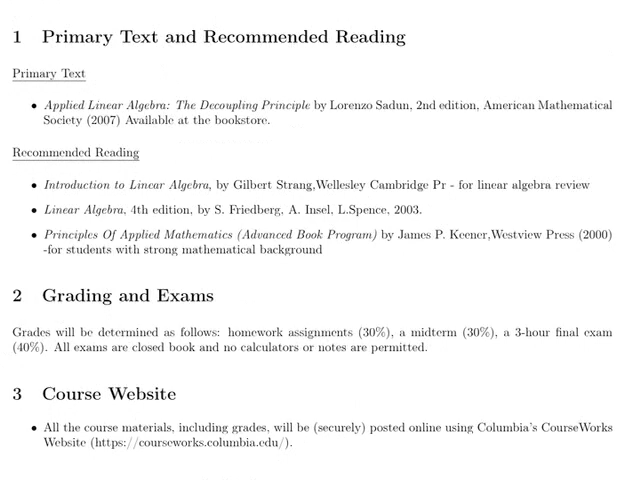 1 Primary Text and Recommended Reading
Primary Text
• Applied Linear Algebra: The Decoupling Principle by Lorenzo Sadun, 2nd edition, American Mathematical
Society (2007) Available at the bookstore.
Recommended Reading
• Introduction to Linear Algebra, by Gilbert Strang,Wellesley Cambridge Pr - for linear algebra review
• Linear Algebra, 4th edition, by S. Friedberg, A. Insel, L.Spence, 2003.
• Principles Of Applied Mathematics (Advanced Book Program) by James P. Keener,Westview Press (2000)
-for students with strong mathematical background
2 Grading and Exams
Grades will be determined as follows: homework assignments (30%), a midterm (30%), a 3-hour final exam
(40%). All exams are closed book and no calculators or notes are permitted.
3 Course Website
• All the course materials, including grades, will be (securely) posted online using Columbia's CourseWorks
Website (https://courseworks.columbia.edu/).